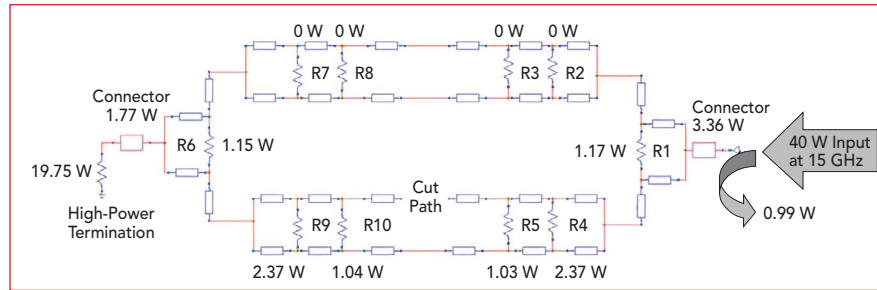 0 W 0 W 0 W 0 W
R7 R8 R3 R2
Connector
1.77 W
R6
1.15 W
19.75 W
High-Power
Termination
Connector
3.36 W
1.17 W R1
40 W Input
at 15 GHz
0.99 W
Cut
Path
R9 R10 R5 R4
2.37 W 1.04 W 1.03 W 2.37 W